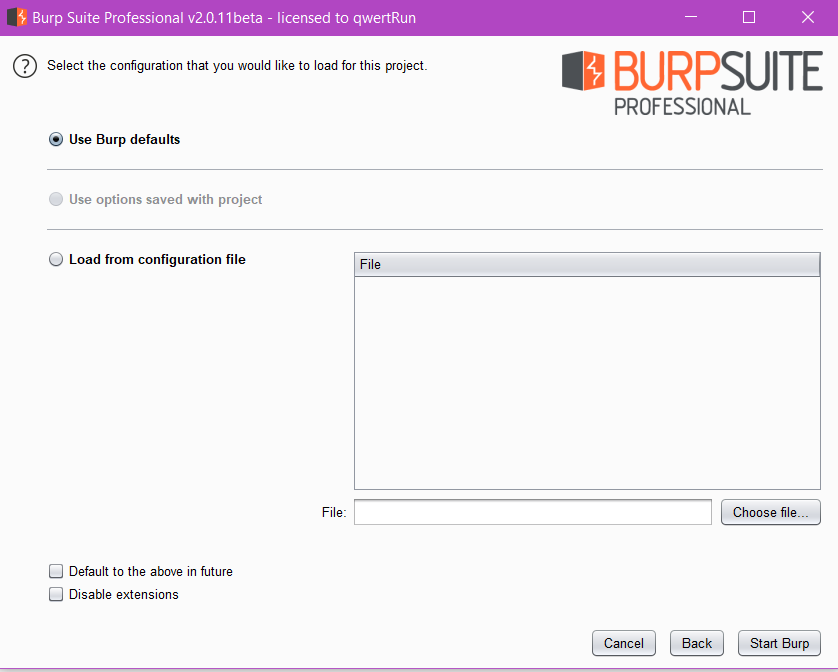 Burp Suite Professional v2.0.11beta - licensed to qwertRun
? Select the configuration that you would like to load for this project.
BURPSUITE
PROFESSIONAL
Use Burp defaults
Use options saved with project
Load from configuration file
File
File:
Choose file...
Default to the above in future
Disable extensions
Cancel Back Start Burp